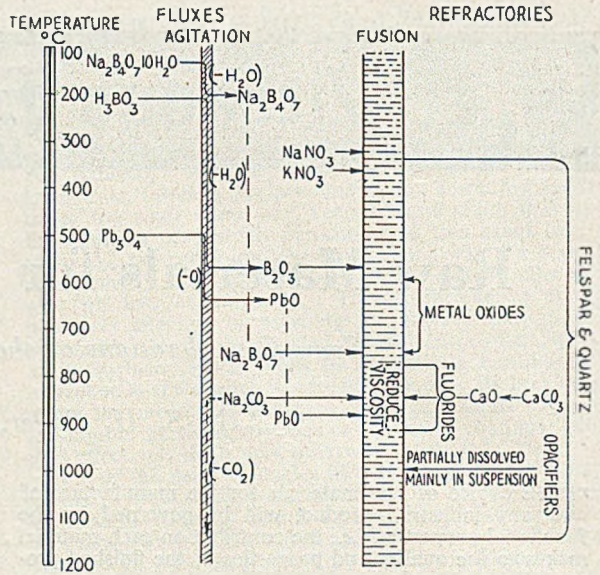 TEMPERATURE
°C
FLUXES
AGITATION
FUSION
REFRACTORIES
100
200
300
400
500
600
700
800
900
1000
1100
1200
Na2B4O7 10H2O
(-H2O)
H3BO3
Na2B4O7
(-H2O)
NaNO3
KNO3
Pb3O4
(-O)
B2O3
PbO
METAL OXIDES
Na2B4O7
Na2CO3
PbO
REDUCE
VISCOSITY
FLUORIDES
CaO
CaCO3
(-CO2)
PARTIALLY DISSOLVED
MAINLY IN SUSPENSION
OPACIFIERS
FELSPAR & QUARTZ